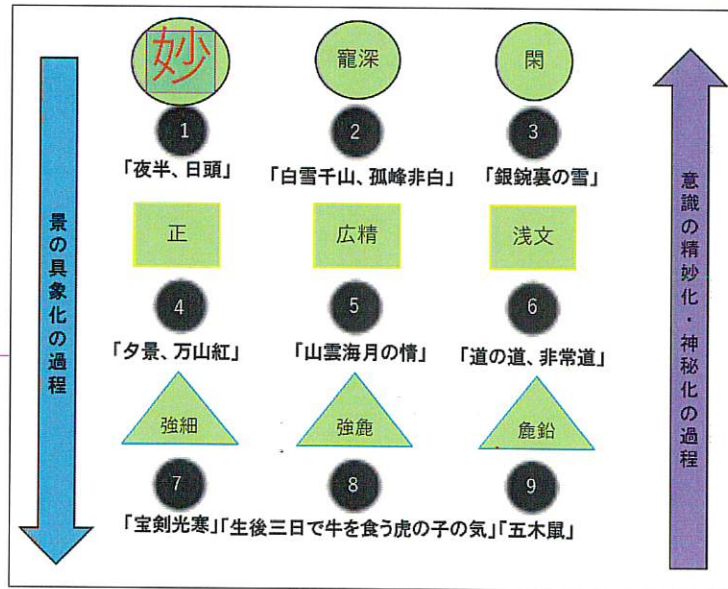 妙
寵深
閑
1
2
3
「夜半、日頭」
「白雪千山、孤峰非白」
「銀鋺裏の雪」
正
広精
浅文
4
5
6
「夕景、万山紅」
「山雲海月の情」
「道の道、非常道」
強細
強麁
麁鉛
7
8
9
「宝剣光寒」
「生後三日で牛を食う虎の子の気」
「五木鼠」
景の具象化の過程
意識の精妙化・神秘化の過程